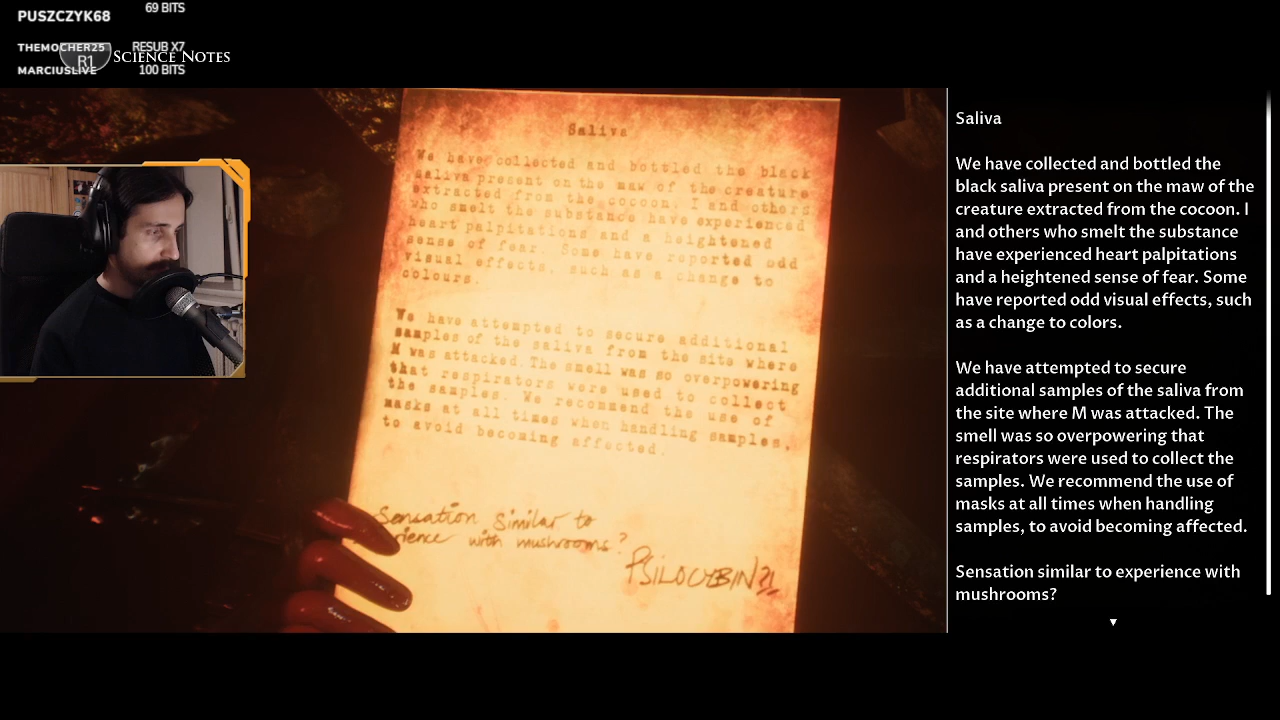 PUSZCZYK68 69 BITS
THEMOCHER25 RESUB X7
MARCIUSLIVE 100 BITS
R1 SCIENCE NOTES
Saliva
We have collected and bottled the black
saliva present on the maw of the creature
extracted from the cocoon. I and others
who smelt the substance have experienced
heart palpitations and a heightened
sense of fear. Some have reported odd
visual effects, such as a change to
colours.
We have attempted to secure additional
samples of the saliva from the site where
M was attacked. The smell was so overpowering
that respirators were used to collect
the samples. We recommend the use of
masks at all times when handling samples,
to avoid becoming affected.
Sensation similar to
rience with mushrooms?
PSILOCYBIN?!
Saliva
We have collected and bottled the
black saliva present on the maw of the
creature extracted from the cocoon. I
and others who smelt the substance
have experienced heart palpitations
and a heightened sense of fear. Some
have reported odd visual effects, such
as a change to colors.
We have attempted to secure
additional samples of the saliva from
the site where M was attacked. The
smell was so overpowering that
respirators were used to collect the
samples. We recommend the use of
masks at all times when handling
samples, to avoid becoming affected.
Sensation similar to experience with
mushrooms?